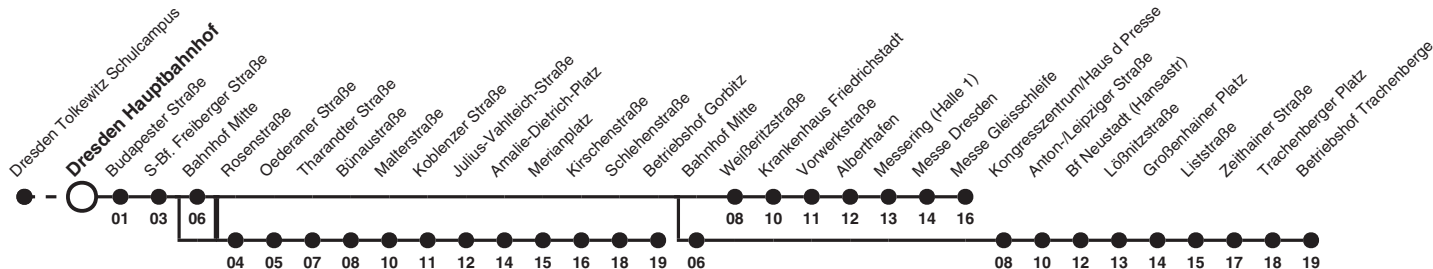 Dresden Tolkewitz Schulcampus
Dresden Hauptbahnhof
Budapester Straße
S-Bf. Freiberger Straße
Bahnhof Mitte
Rosenstraße
Oederaner Straße
Tharandter Straße
Bünaustraße
Malterstraße
Koblenzer Straße
Julius-Vahlteich-Straße
Amalie-Dietrich-Platz
Merianplatz
Kirschenstraße
Schlehenstraße
Betriebshof Gorbitz
Bahnhof Mitte
Weißeritzstraße
Krankenhaus Friedrichstadt
Vorwerkstraße
Alberthafen
Messering (Halle 1)
Messe Dresden
Messe Gleisschleife
Kongresszentrum/Haus d Presse
Anton-/Leipziger Straße
Bf Neustadt (Hansastr)
Lößnitzstraße
Großenhainer Platz
Liststraße
Zeithainer Straße
Trachenberger Platz
Betriebshof Trachenberge
01 03 06 08 10 11 12 13 14 16
04 05 07 08 10 11 12 14 15 16 18 19 06 08 10 12 13 14 15 17 18 19